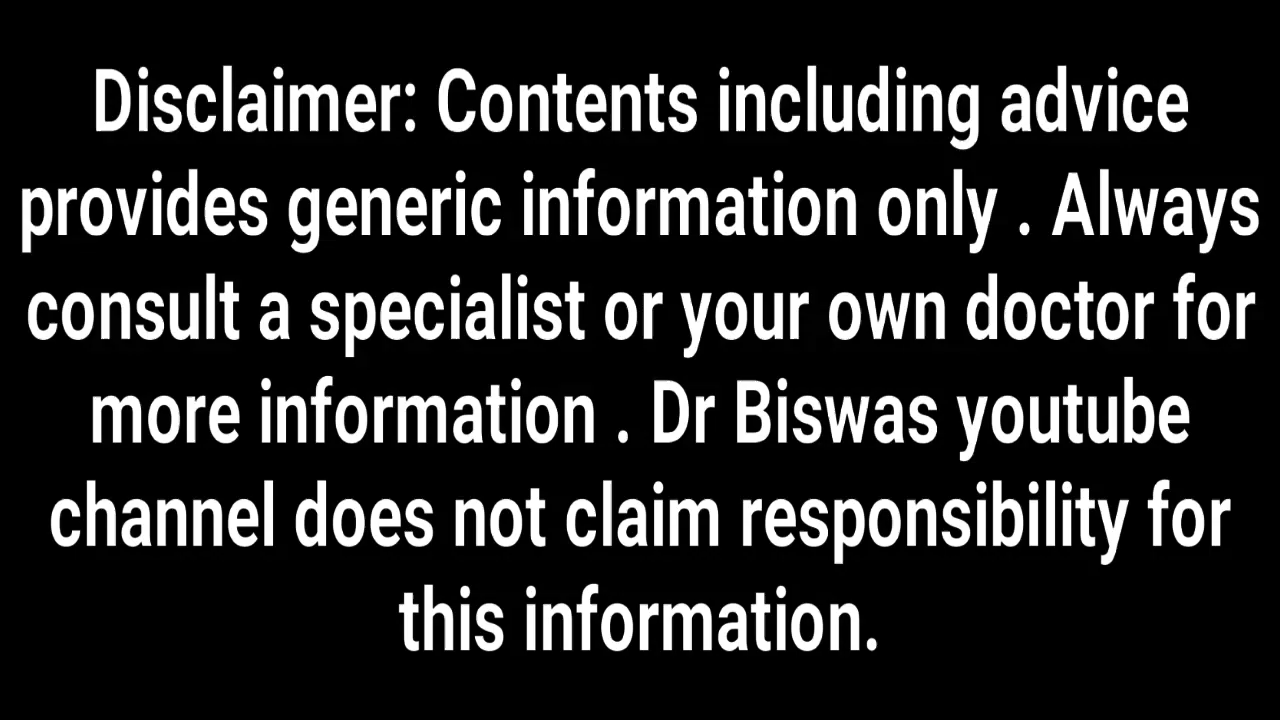 Disclaimer: Contents including advice
provides generic information only . Always
consult a specialist or your own doctor for
more information . Dr Biswas youtube
channel does not claim responsibility for
this information.